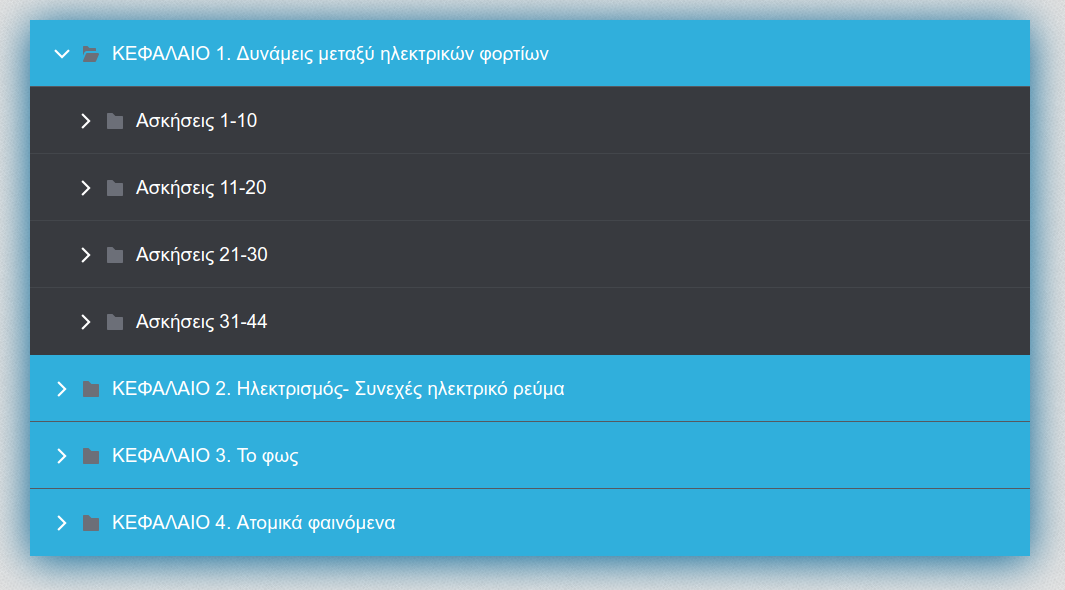 ΚΕΦΑΛΑΙΟ 1. Δυνάμεις μεταξύ ηλεκτρικών φορτίων
Ασκήσεις 1-10
Ασκήσεις 11-20
Ασκήσεις 21-30
Ασκήσεις 31-44
ΚΕΦΑΛΑΙΟ 2. Ηλεκτρισμός- Συνεχές ηλεκτρικό ρεύμα
ΚΕΦΑΛΑΙΟ 3. Το φως
ΚΕΦΑΛΑΙΟ 4. Ατομικά φαινόμενα